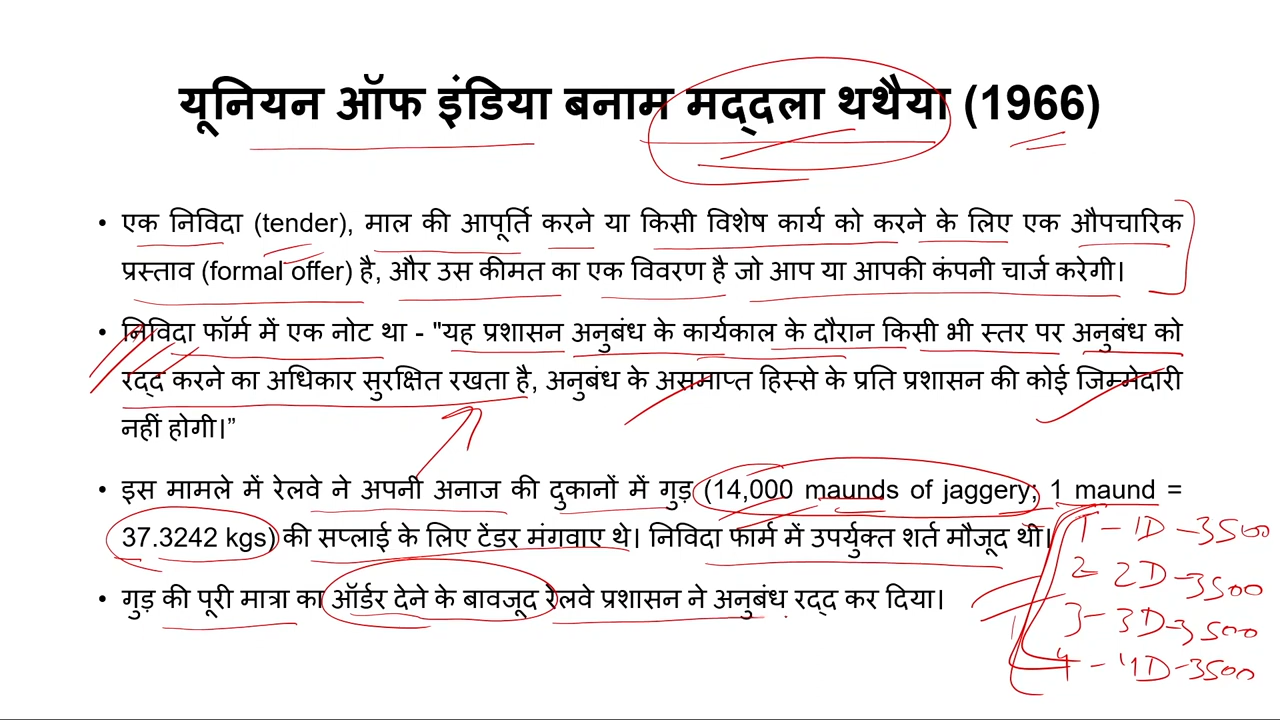 यूनियन ऑफ इंडिया बनाम मद्दला थथैया (1966)
• एक निविदा (tender), माल की आपूर्ति करने या किसी विशेष कार्य को करने के लिए एक औपचारिक
प्रस्ताव (formal offer) है, और उस कीमत का एक विवरण है जो आप या आपकी कंपनी चार्ज करेगी।
• निविदा फॉर्म में एक नोट था - "यह प्रशासन अनुबंध के कार्यकाल के दौरान किसी भी स्तर पर अनुबंध को
रद्द करने का अधिकार सुरक्षित रखता है, अनुबंध के असमाप्त हिस्से के प्रति प्रशासन की कोई जिम्मेदारी
नहीं होगी।”
• इस मामले में रेलवे ने अपनी अनाज की दुकानों में गुड़ (14,000 maunds of jaggery; 1 maund =
37.3242 kgs) की सप्लाई के लिए टेंडर मंगवाए थे। निविदा फार्म में उपर्युक्त शर्त मौजूद थी।
1 - 1D - 3500
2 - 2D - 3500
• गुड़ की पूरी मात्रा का ऑर्डर देने के बावजूद रेलवे प्रशासन ने अनुबंध रद्द कर दिया।
3 - 3D - 3500
4 - 4D - 3500